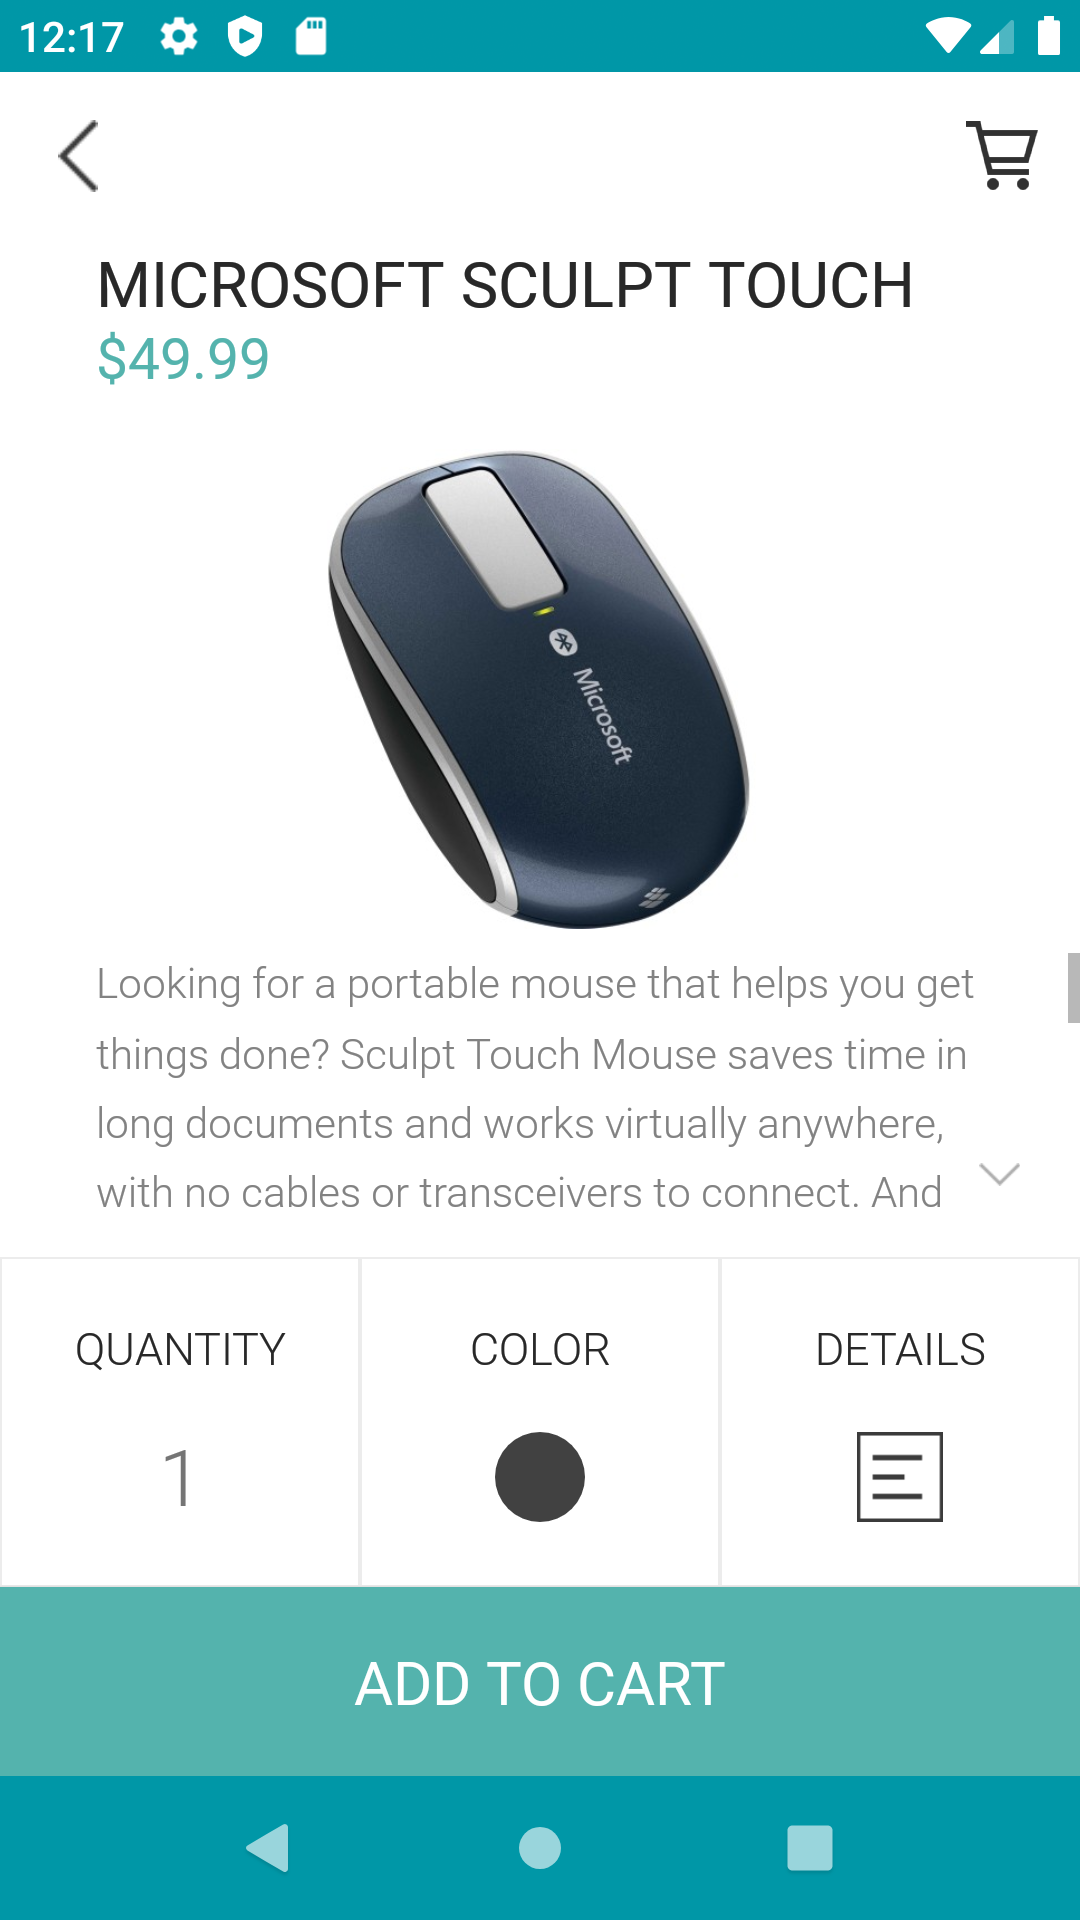 12:17
MICROSOFT SCULPT TOUCH
$49.99
Microsoft
Looking for a portable mouse that helps you get
things done? Sculpt Touch Mouse saves time in
long documents and works virtually anywhere,
with no cables or transceivers to connect. And
QUANTITY
COLOR
DETAILS
1
ADD TO CART